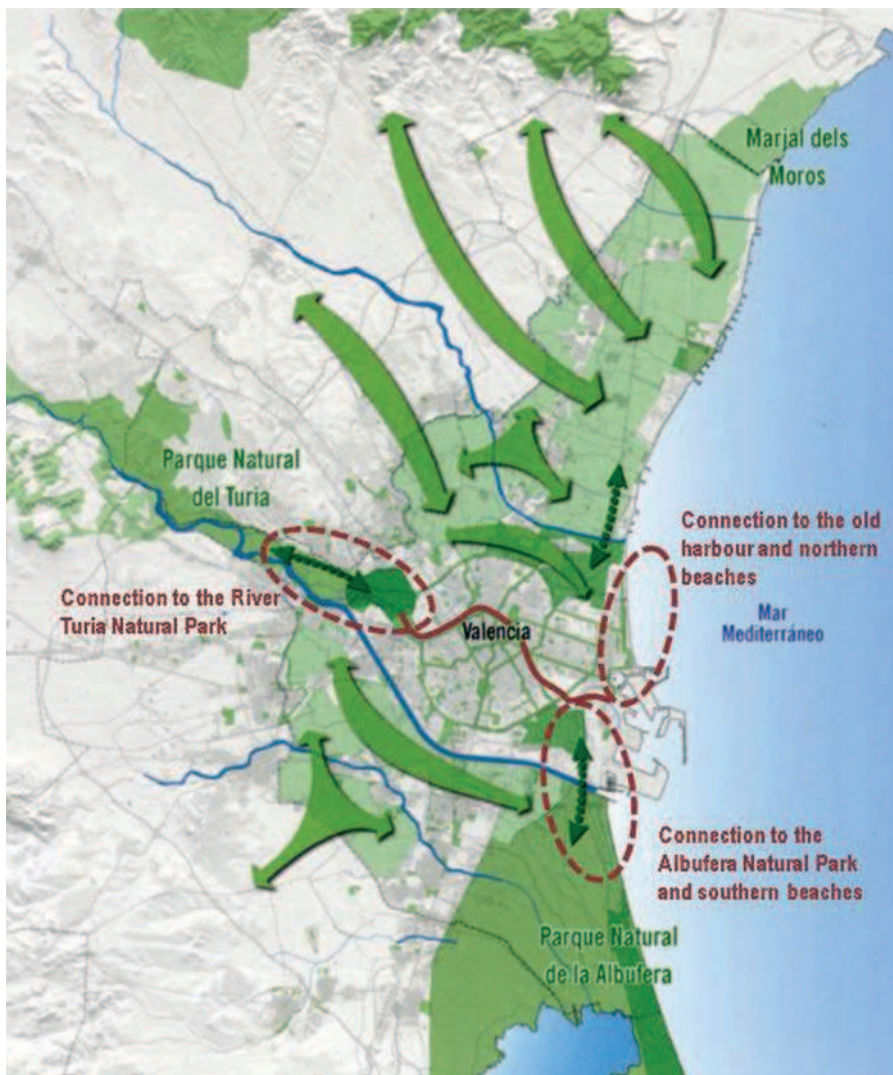 Marjal dels
Moros
Parque Natural
del Turia
Connection to the old
harbour and northern
beaches
Connection to the River
Turia Natural Park
Valencia
Mar
Mediterráneo
Connection to the
Albufera Natural Park
and southern beaches
Parque Natural
de la Albufera